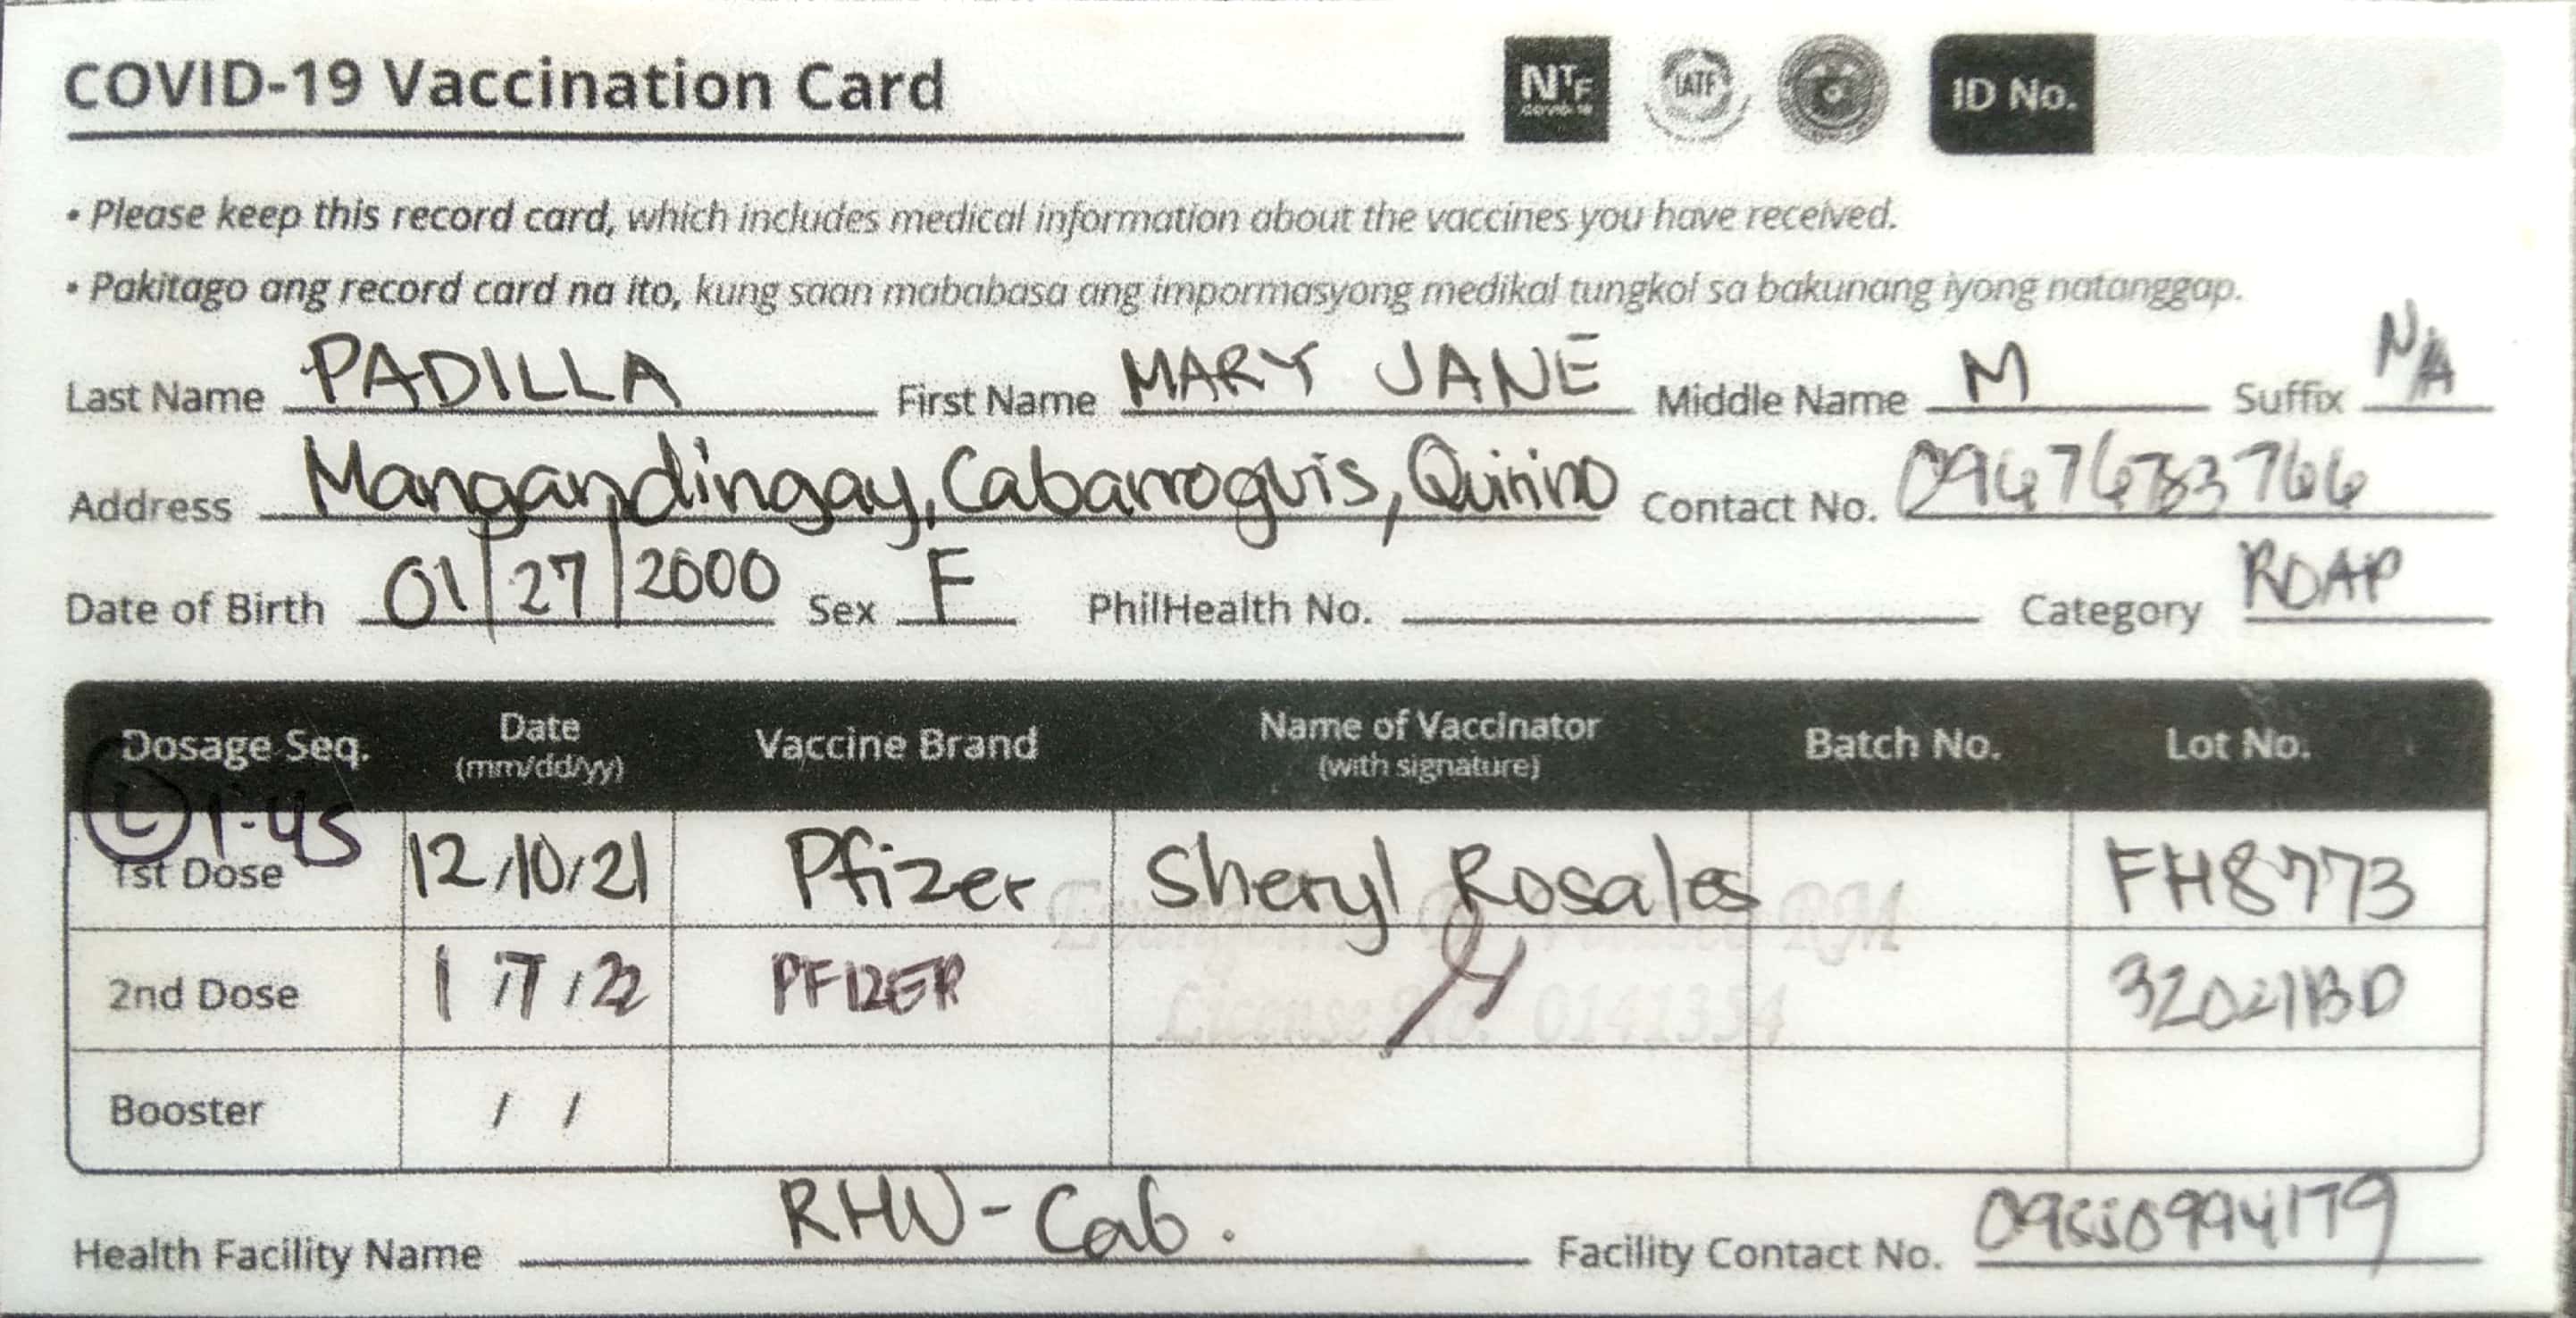 COVID-19 Vaccination Card
NTF COVID-19 IATF ID No.
• Please keep this record card, which includes medical information about the vaccines you have received.
• Pakitago ang record card na ito, kung saan mababasa ang impormasyong medikal tungkol sa bakunang iyong natanggap.
Last Name PADILLA First Name MARY JANE Middle Name M Suffix N/A
Address Mangandingay, Cabarroguis, Quirino Contact No.
Date of Birth 01/27/2000 Sex F PhilHealth No. Category ROAP
Dosage Seq. Date (mm/dd/yy) Vaccine Brand Name of Vaccinator (with signature) Batch No. Lot No.
L 1:45
1st Dose 12/10/21 Pfizer Sheryl Rosales FH8773
RM
2nd Dose 1/7/22 PFIZER 32021BD
License No. 0141354
Booster / /
Health Facility Name RHU-Cab. Facility Contact No. 09550994179